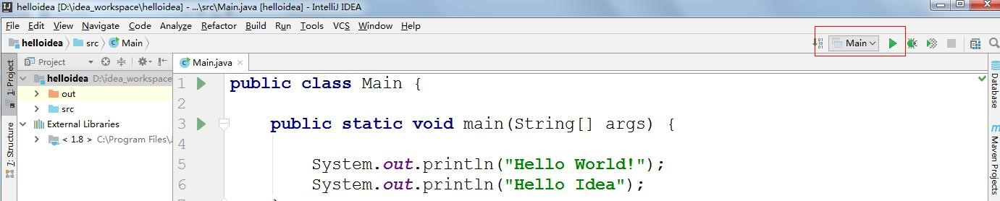 helloidea [D:\idea_workspace\helloidea] - ...\src\Main.java [helloidea] - IntelliJ IDEA
File Edit View Navigate Code Analyze Refactor Build Run Tools VCS Window Help
helloidea src Main Main
Project Main.java
1: Project
7: Structure
helloidea D:\idea_workspace
out
src
External Libraries
< 1.8 > C:\Program Files\J
1 public class Main {
2
3 public static void main(String[] args) {
4
5 System.out.println("Hello World!");
6 System.out.println("Hello Idea");
Database
Maven Projects